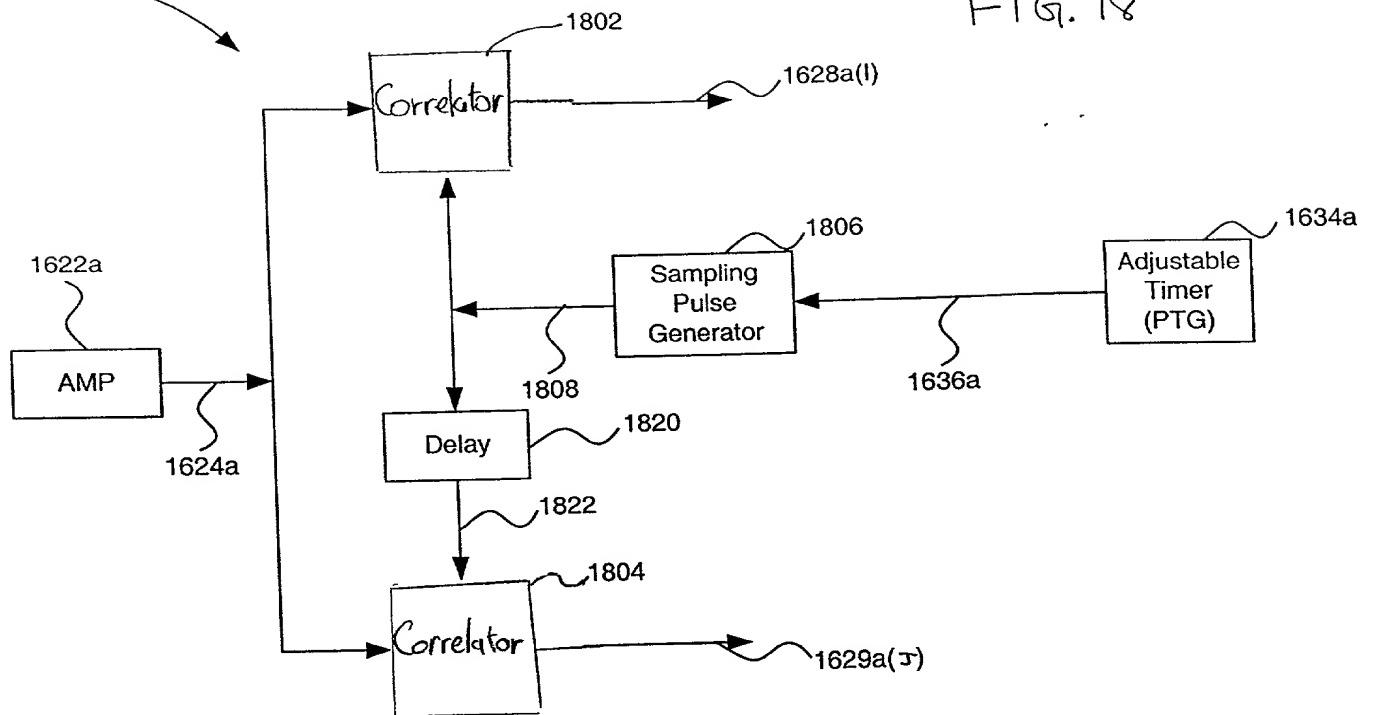 FIG. 18
1802
Correlator
1628a(I)
1634a
1806
Adjustable
Timer
(PTG)
Sampling
Pulse
Generator
1622a
AMP
1808
1636a
1624a
Delay
1820
1822
1804
Correlator
1629a(J)